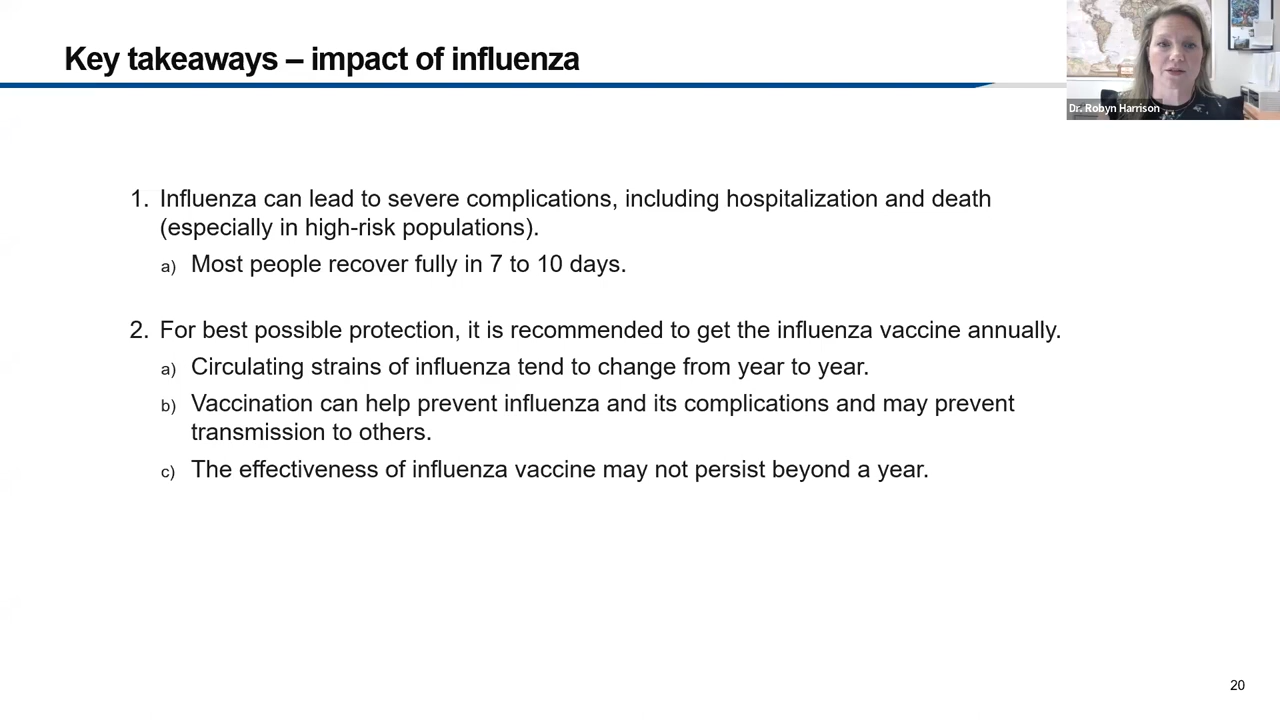 Key takeaways – impact of influenza
Dr. Robyn Harrison
1. Influenza can lead to severe complications, including hospitalization and death
(especially in high-risk populations).
a) Most people recover fully in 7 to 10 days.
2. For best possible protection, it is recommended to get the influenza vaccine annually.
a) Circulating strains of influenza tend to change from year to year.
b) Vaccination can help prevent influenza and its complications and may prevent
transmission to others.
c) The effectiveness of influenza vaccine may not persist beyond a year.
20